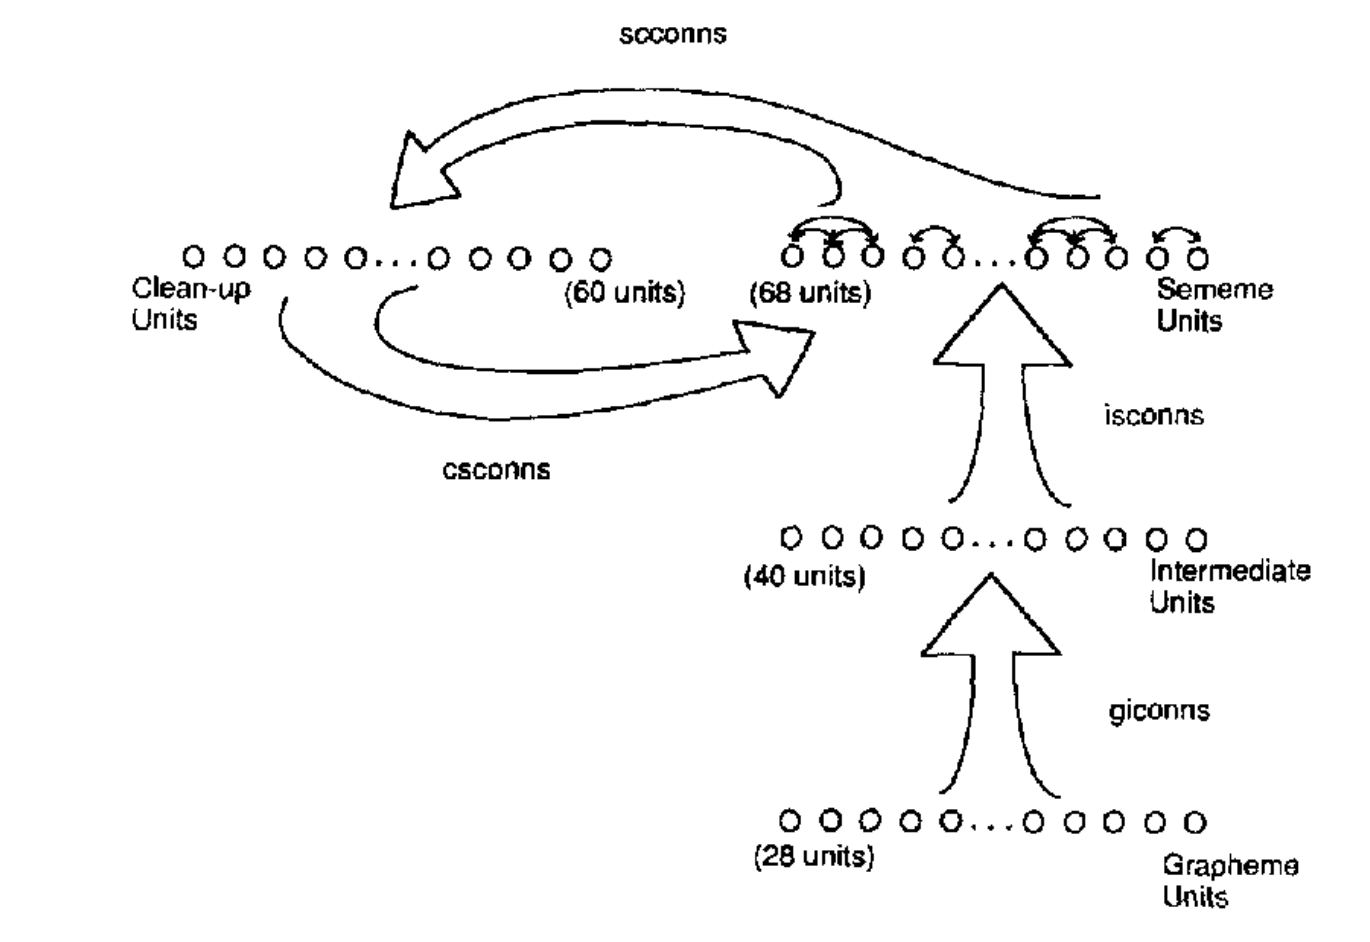 scconns
Clean-up
Units
(60 units)
(68 units)
Sememe
Units
csconns
isconns
(40 units)
Intermediate
Units
giconns
(28 units)
Grapheme
Units